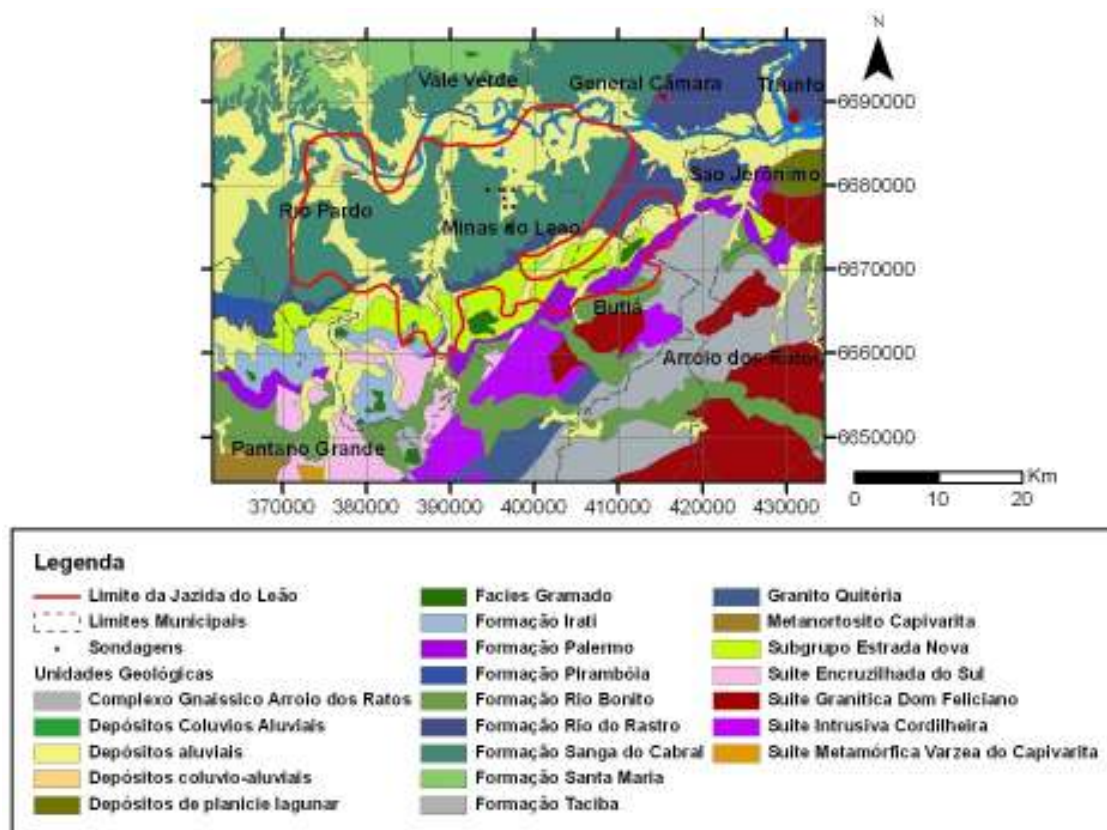 N
Vale Verde
General Câmara
Triunfo
6690000
São Jerônimo
6680000
Rio Pardo
Minas do Leão
6670000
Butiá
Arroio dos Ratos
6660000
Pantano Grande
6650000
370000 380000 390000 400000 410000 420000 430000
Km
0 10 20
Legenda
Limite da Jazida do Leão
Limites Municipais
Sondagens
Unidades Geológicas
Complexo Gnaissico Arroio dos Ratos
Depósitos Coluvios Aluviais
Depósitos aluviais
Depósitos coluvio-aluviais
Depósitos de planicie lagunar
Facies Gramado
Formação Irati
Formação Palermo
Formação Pirambóia
Formação Rio Bonito
Formação Rio do Rastro
Formação Sanga do Cabral
Formação Santa Maria
Formação Taciba
Granito Quitéria
Metanortosito Capivarita
Subgrupo Estrada Nova
Suite Encruzilhada do Sul
Suite Granítica Dom Feliciano
Suite Intrusiva Cordilheira
Suite Metamórfica Varzea do Capivarita